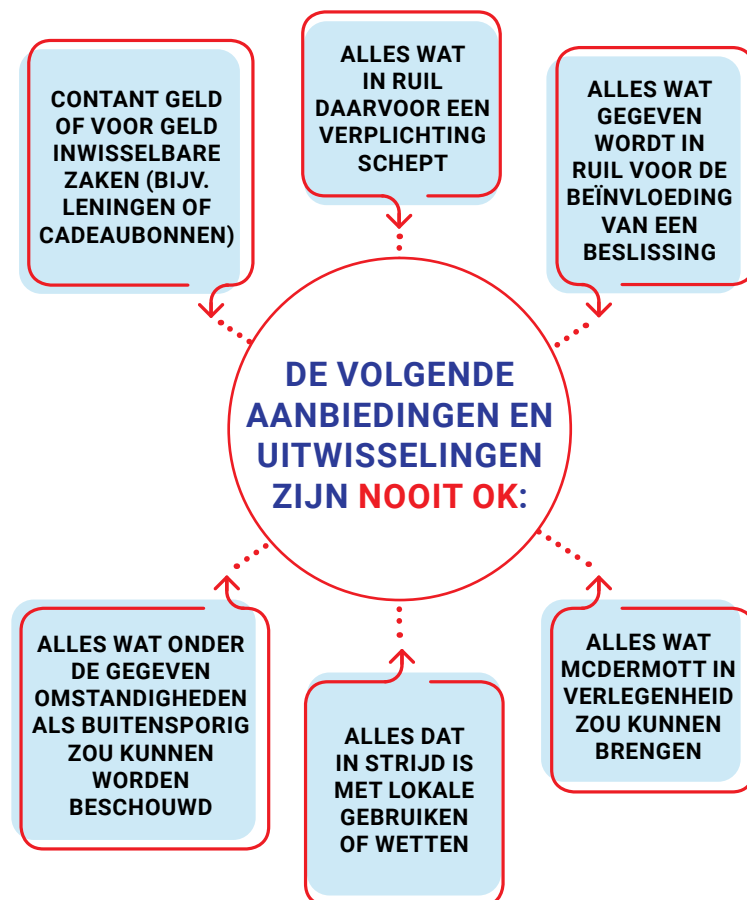 CONTANT GELD
OF VOOR GELD
INWISSELBARE
ZAKEN (BIJV.
LENINGEN OF
CADEAUBONNEN)
ALLES WAT
IN RUIL
DAARVOOR EEN
VERPLICHTING
SCHEPT
ALLES WAT
GEGEVEN
WORDT IN
RUIL VOOR DE
BEÏNVLOEDING
VAN EEN
BESLISSING
DE VOLGENDE
AANBIEDINGEN EN
UITWISSELINGEN
ZIJN NOOIT OK:
ALLES WAT ONDER
DE GEGEVEN
OMSTANDIGHEDEN
ALS BUITENSPORIG
ZOU KUNNEN
WORDEN
BESCHOUWD
ALLES DAT
IN STRIJD IS
MET LOKALE
GEBRUIKEN
OF WETTEN
ALLES WAT
MCDERMOTT IN
VERLEGENHEID
ZOU KUNNEN
BRENGEN